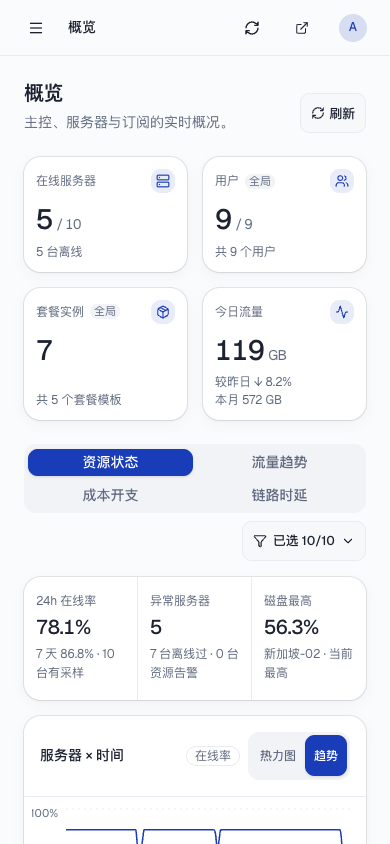 概览
A
概览
主控、服务器与订阅的实时概况。
刷新
在线服务器
5 / 10
5 台离线
用户 全局
9 / 9
共 9 个用户
套餐实例 全局
7
共 5 个套餐模板
今日流量
119 GB
较昨日 ↓ 8.2%
本月 572 GB
资源状态
流量趋势
成本开支
链路时延
已选 10/10
24h 在线率
78.1%
7 天 86.8% · 10
台有采样
异常服务器
5
7 台离线过 · 0 台
资源告警
磁盘最高
56.3%
新加坡-02 · 当前
最高
服务器 × 时间
在线率
热力图
趋势
100%